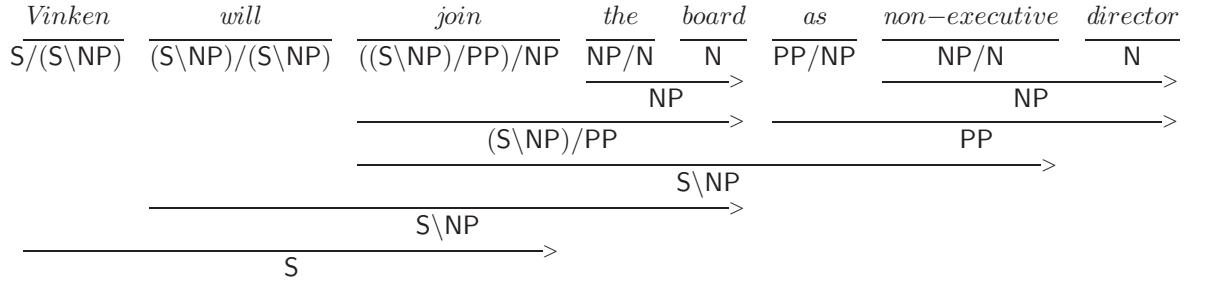 Vinken will join the board as non−executive director
S/(S\NP) (S\NP)/(S\NP) ((S\NP)/PP)/NP NP/N N PP/NP NP/N N
> >
NP NP
> >
(S\NP)/PP PP
>
S\NP
>
S\NP
>
S